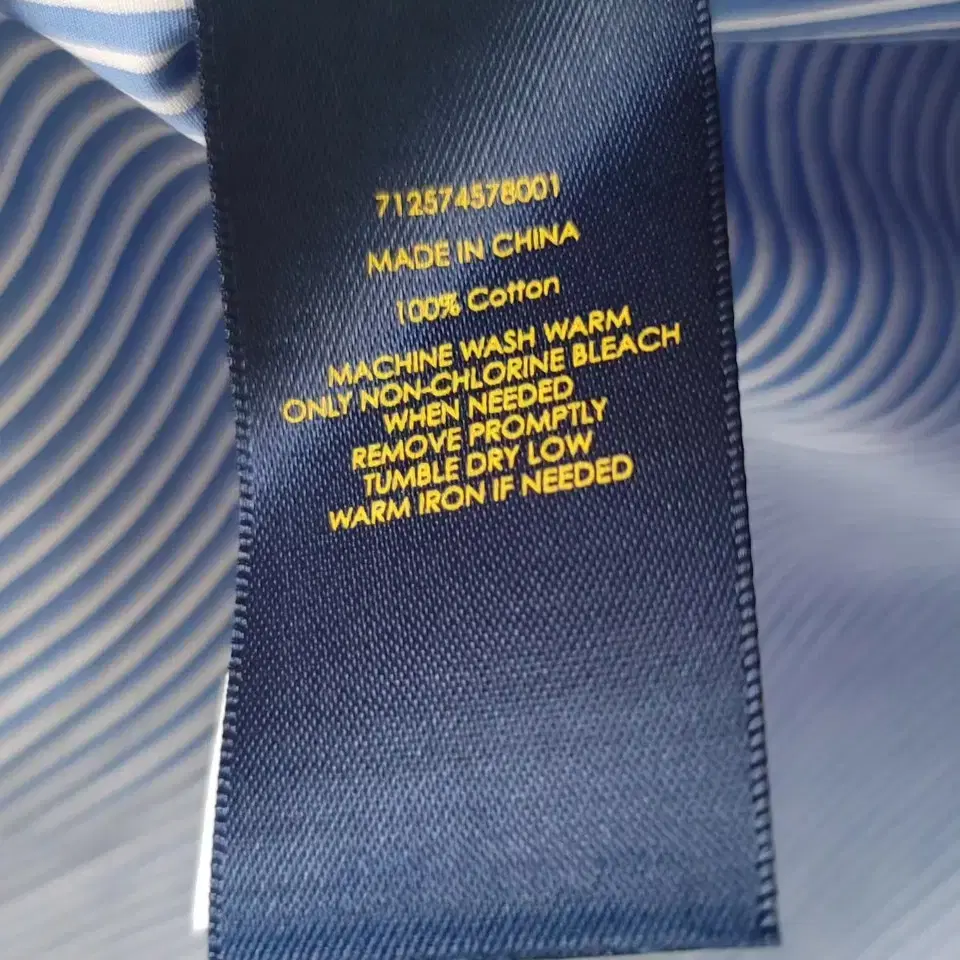 712574578001
MADE IN CHINA
100% Cotton
MACHINE WASH WARM
ONLY NON-CHLORINE BLEACH
WHEN NEEDED
REMOVE PROMPTLY
TUMBLE DRY LOW
WARM IRON IF NEEDED